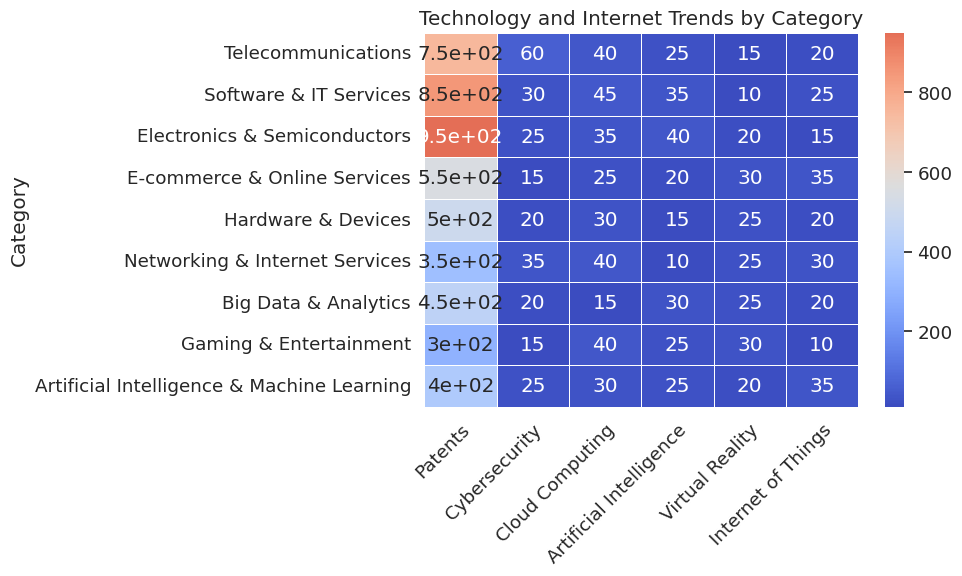 Technology and Internet Trends by Category
Telecommunications 7.5e+02 60 40 25 15 20
Software & IT Services 8.5e+02 30 45 35 10 25
Electronics & Semiconductors 9.5e+02 25 35 40 20 15
E-commerce & Online Services 5.5e+02 15 25 20 30 35
Hardware & Devices 5e+02 20 30 15 25 20
Networking & Internet Services 3.5e+02 35 40 10 25 30
Big Data & Analytics 4.5e+02 20 15 30 25 20
Gaming & Entertainment 3e+02 15 40 25 30 10
Artificial Intelligence & Machine Learning 4e+02 25 30 25 20 35
Category
Patents
Cybersecurity
Cloud Computing
Artificial Intelligence
Virtual Reality
Internet of Things
800
600
400
200